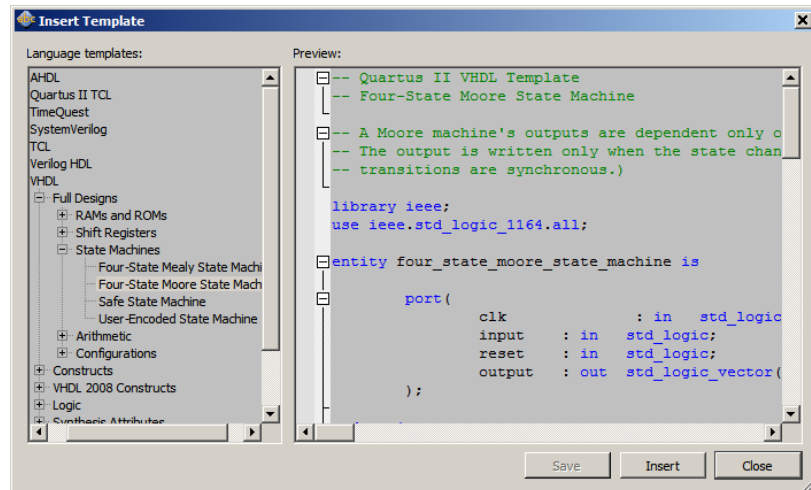 Insert Template
Language templates:
AHDL
Quartus II TCL
TimeQuest
SystemVerilog
TCL
Verilog HDL
VHDL
Full Designs
RAMs and ROMs
Shift Registers
State Machines
Four-State Mealy State Machi
Four-State Moore State Mach
Safe State Machine
User-Encoded State Machine
Arithmetic
Configurations
Constructs
VHDL 2008 Constructs
Logic
Synthesis Attributes
Preview:
-- Quartus II VHDL Template
-- Four-State Moore State Machine
-- A Moore machine's outputs are dependent only o
-- The output is written only when the state chan
-- transitions are synchronous.)
library ieee;
use ieee.std_logic_1164.all;
entity four_state_moore_state_machine is
port(
clk : in std_logic
input : in std_logic;
reset : in std_logic;
output : out std_logic_vector(
);
Save Insert Close